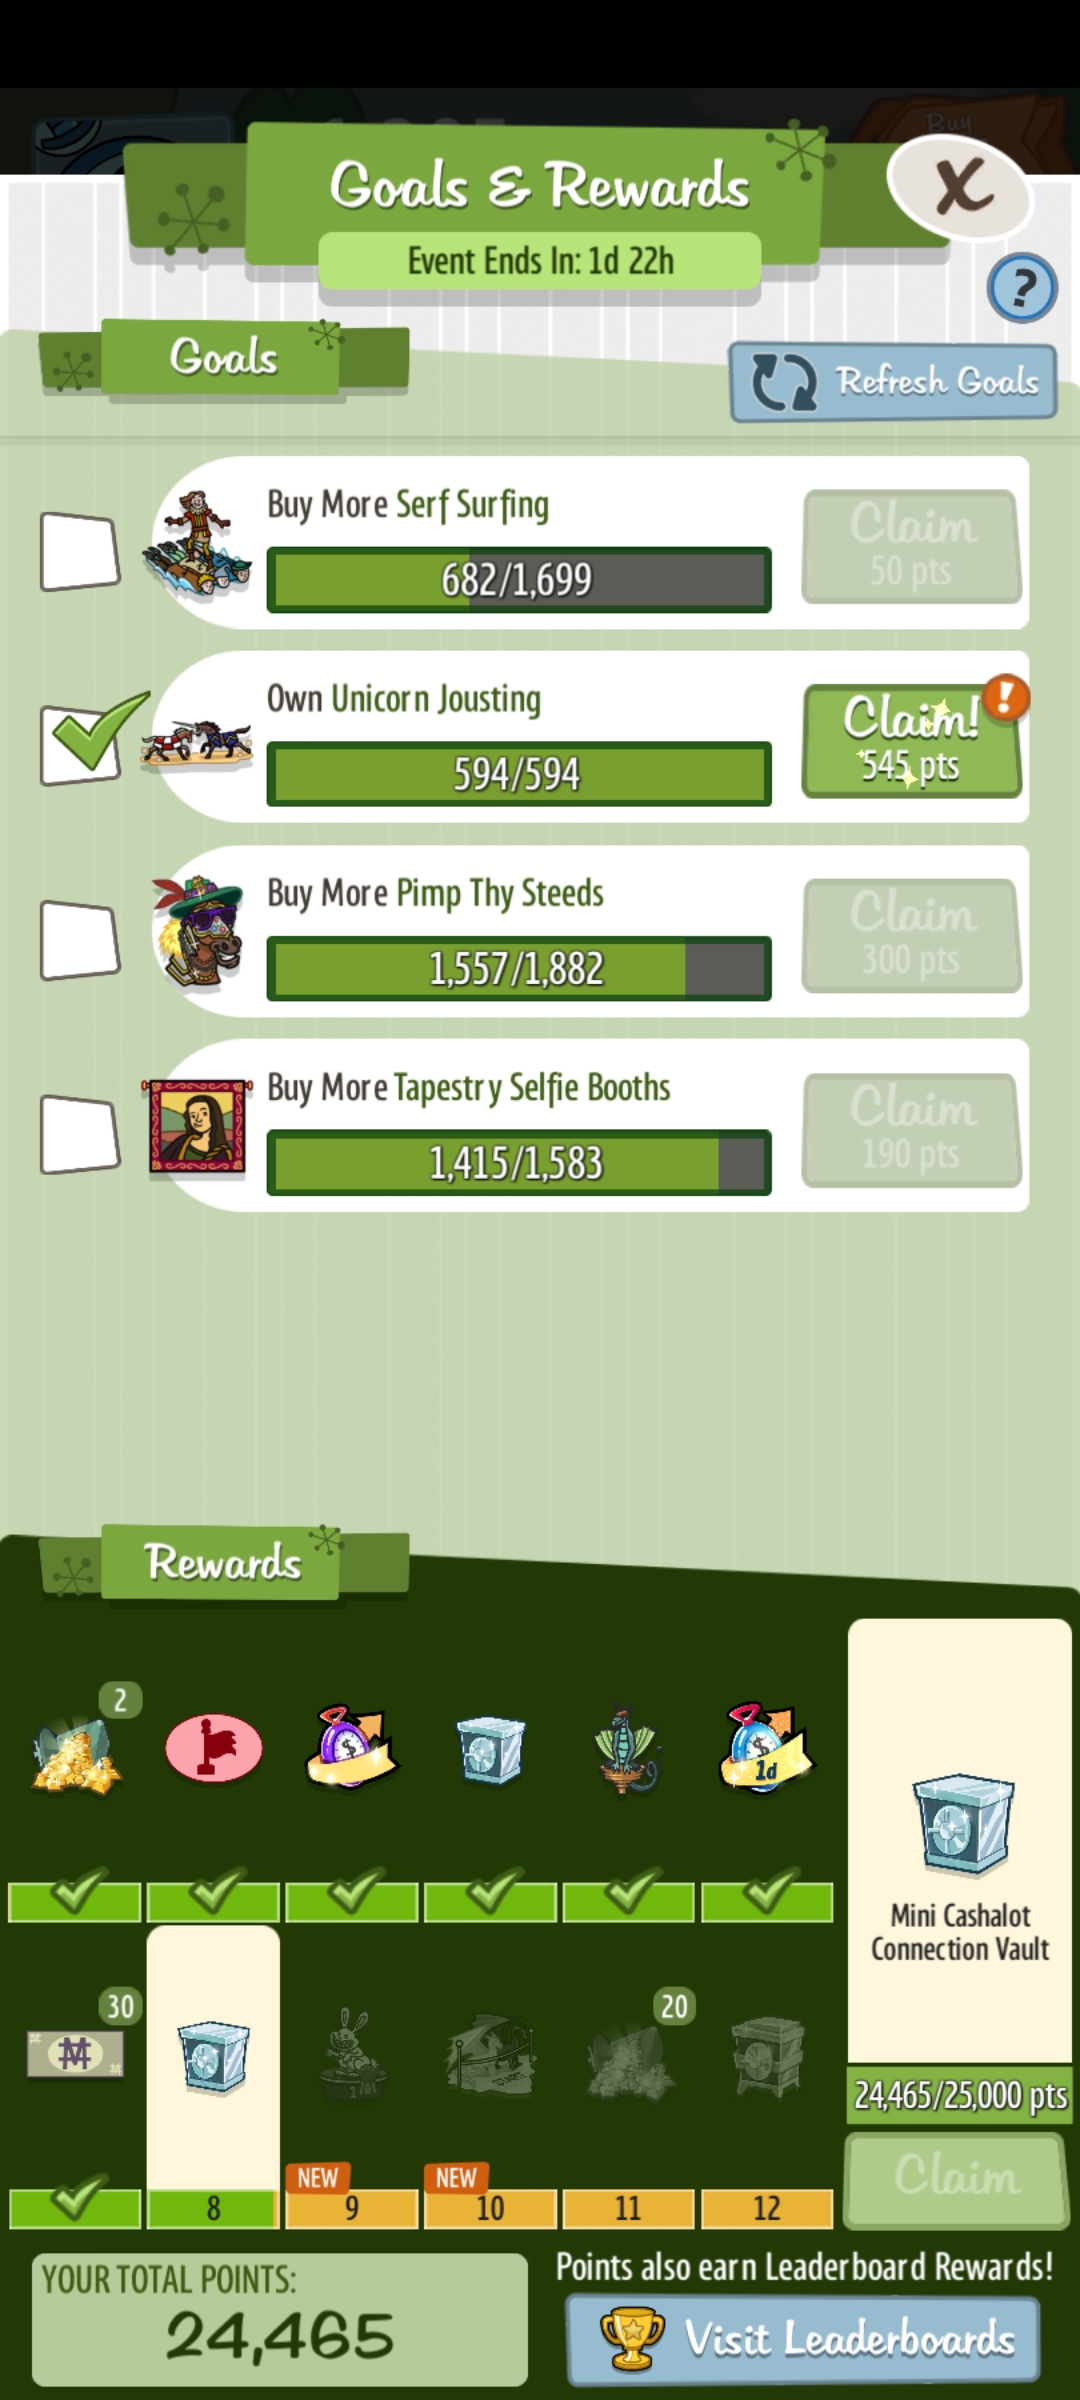 Buy
Goals & Rewards
X
Event Ends In: 1d 22h
?
Goals
Refresh Goals
Buy More Serf Surfing
682/1,699
Claim
50 pts
Own Unicorn Jousting
594/594
Claim!
!
545 pts
Buy More Pimp Thy Steeds
1,557/1,882
Claim
300 pts
Buy More Tapestry Selfie Booths
1,415/1,583
Claim
190 pts
Rewards
2
$
$
1d
Mini Cashalot
Connection Vault
30
20
24,465/25,000 pts
Claim
NEW
NEW
8
9
10
11
12
YOUR TOTAL POINTS:
24,465
Points also earn Leaderboard Rewards!
Visit Leaderboards